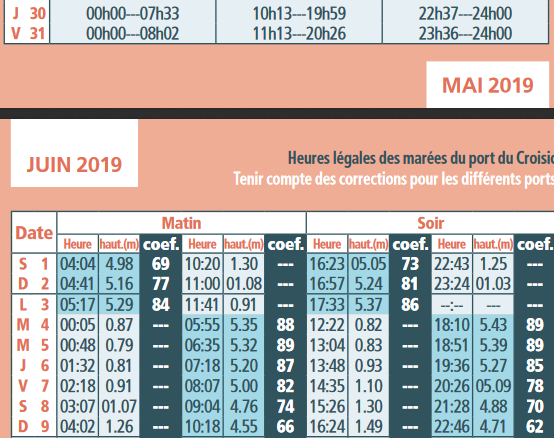 J 30 00h00---07h33 10h13---19h59 22h37---24h00
V 31 00h00---08h02 11h13---20h26 23h36---24h00
MAI 2019
JUIN 2019
Heures légales des marées du port du Croisic
Tenir compte des corrections pour les différents ports
Date Matin Soir
Heure haut.(m) coef. Heure haut.(m) coef. Heure haut.(m) coef. Heure haut.(m) coef.
S 1 04:04 4.98 69 10:20 1.30 --- 16:23 05.05 73 22:43 1.25 ---
D 2 04:41 5.16 77 11:00 01.08 --- 16:57 5.24 81 23:24 01.03 ---
L 3 05:17 5.29 84 11:41 0.91 --- 17:33 5.37 86 --:-- --- ---
M 4 00:05 0.87 --- 05:55 5.35 88 12:22 0.82 --- 18:10 5.43 89
M 5 00:48 0.79 --- 06:35 5.32 89 13:04 0.83 --- 18:51 5.39 89
J 6 01:32 0.81 --- 07:18 5.20 87 13:48 0.93 --- 19:36 5.27 85
V 7 02:18 0.91 --- 08:07 5.00 82 14:35 1.10 --- 20:26 05.09 78
S 8 03:07 01.07 --- 09:04 4.76 74 15:26 1.30 --- 21:28 4.88 70
D 9 04:02 1.26 --- 10:18 4.55 66 16:24 1.49 --- 22:46 4.71 62